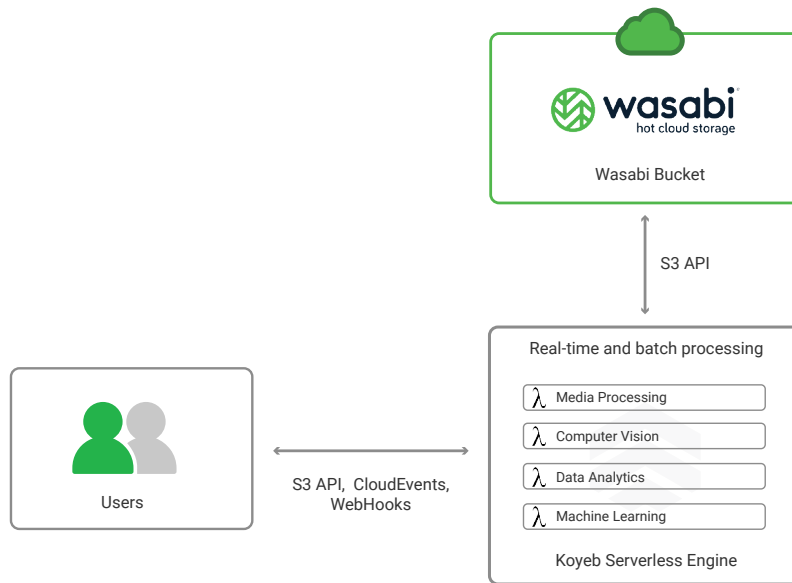 wasabi
hot cloud storage
Wasabi Bucket
S3 API
Real-time and batch processing
λ Media Processing
λ Computer Vision
λ Data Analytics
λ Machine Learning
Koyeb Serverless Engine
Users
S3 API, CloudEvents,
WebHooks